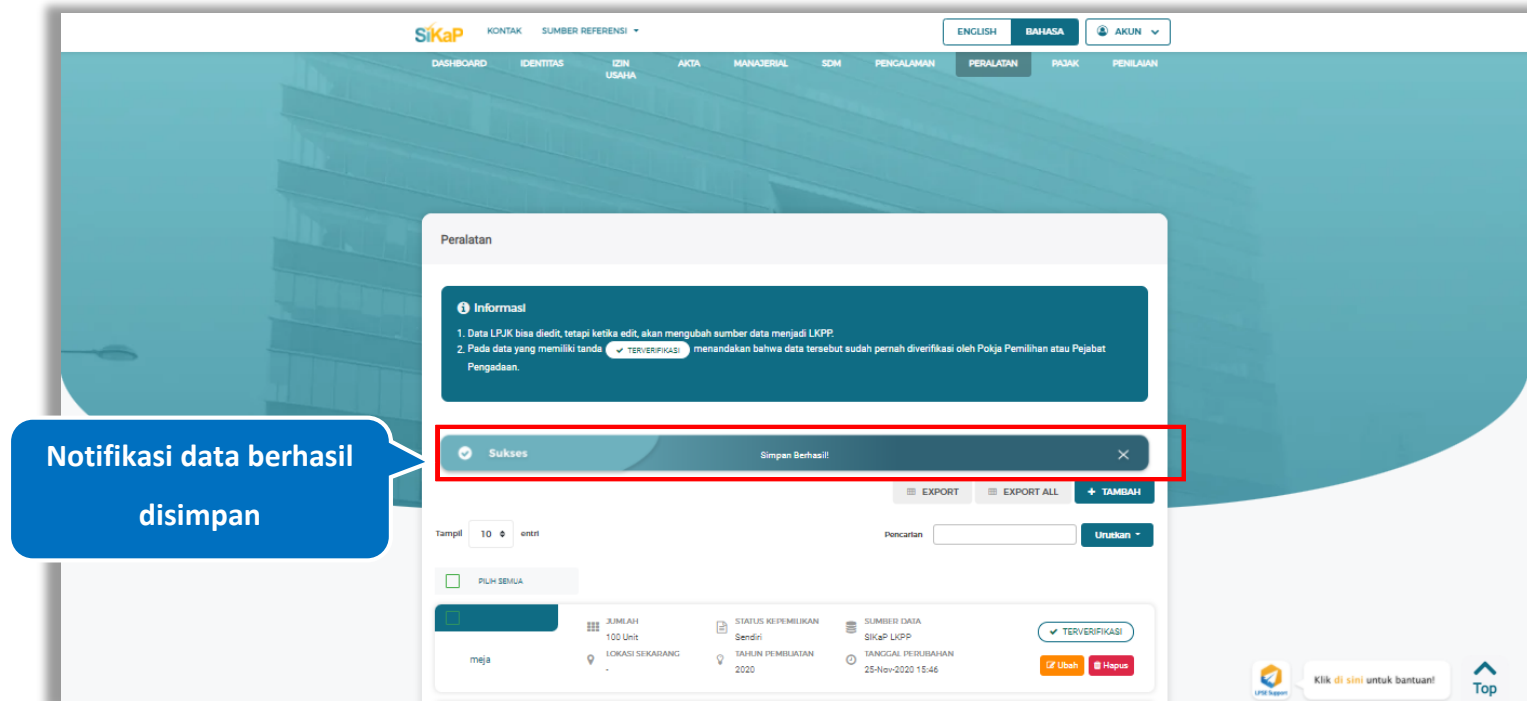 SiKaP
KONTAK
SUMBER REFERENSI
ENGLISH
BAHASA
AKUN
DASHBOARD
IDENTITAS
IZIN
USAHA
AKTA
MANAJERIAL
SDM
PENGALAMAN
PERALATAN
PAJAK
PENILAIAN
Peralatan
Informasi
1. Data LPJK bisa diedit, tetapi ketika edit, akan mengubah sumber data menjadi LKPP.
2. Pada data yang memiliki tanda TERVERIFIKASI menandakan bahwa data tersebut sudah pernah diverifikasi oleh Pokja Pemilihan atau Pejabat
Pengadaan.
Notifikasi data berhasil
disimpan
Sukses
Simpan Berhasil!
EXPORT
EXPORT ALL
+ TAMBAH
Tampil 10 entri
Pencarian
Urutkan
PILIH SEMUA
meja
JUMLAH
100 Unit
LOKASI SEKARANG
-
STATUS KEPEMILIKAN
Sendiri
TAHUN PEMBUATAN
2020
SUMBER DATA
SIKaP LKPP
TANGGAL PERUBAHAN
25-Nov-2020 15:46
TERVERIFIKASI
Ubah
Hapus
LPSE Support
Klik di sini untuk bantuan!
Top